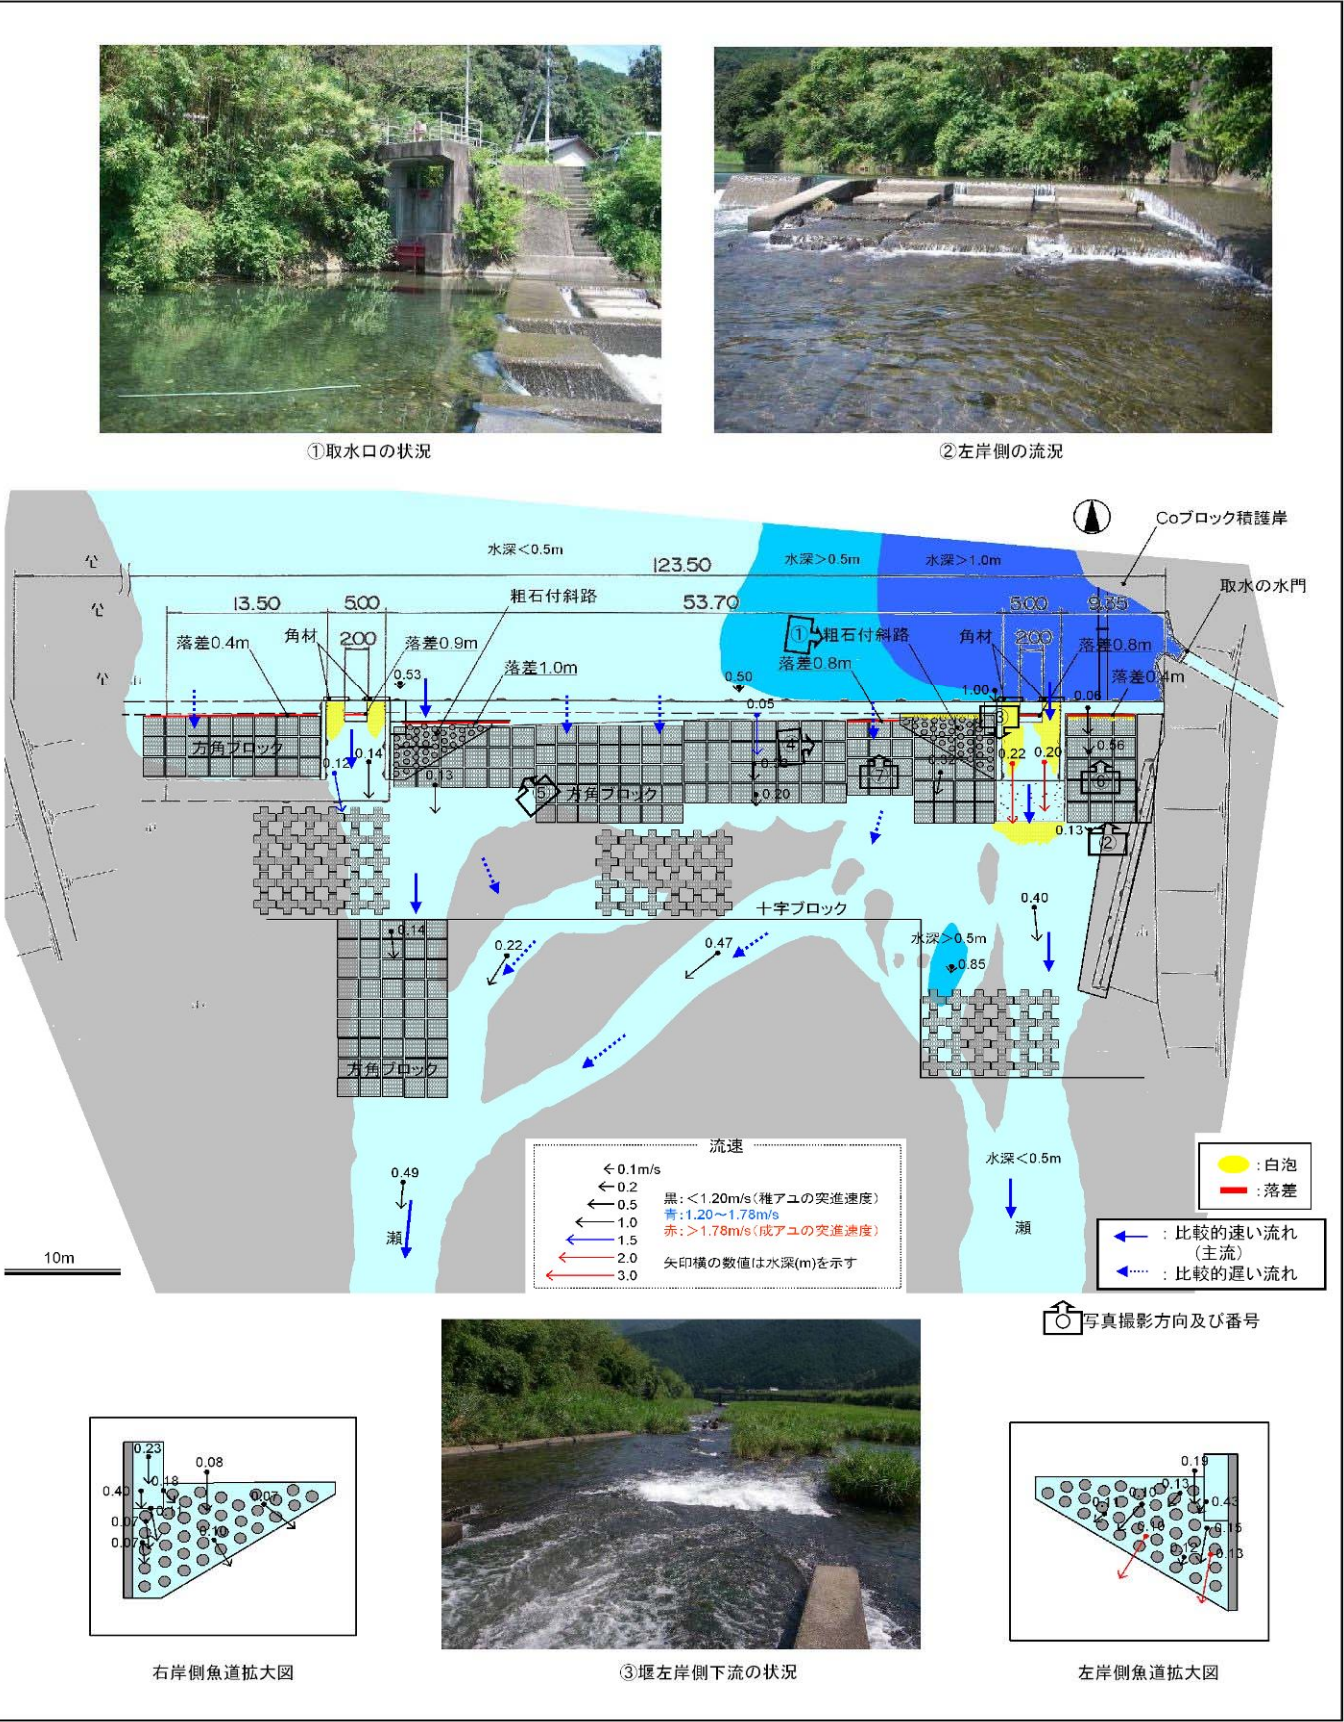 ①取水口の状況
②左岸側の流況
Coブロック積護岸
水深<0.5m
水深>0.5m
水深>1.0m
123.50
取水の水門
13.50
5.00
粗石付斜路
53.70
5.00
9.35
落差0.4m
角材
2.00
落差0.9m
①
粗石付斜路
角材
2.00
落差0.8m
落差1.0m
落差0.8m
落差0.4m
0.53
0.50
1.00
0.06
0.05
③
方角ブロック
0.14
0.12
0.13
④
0.20
⑦
0.22
0.20
0.56
⑥
⑤
方角ブロック
0.13
②
十字ブロック
0.40
0.14
0.22
0.47
水深>0.5m
0.85
方角ブロック
0.49
瀬
水深<0.5m
瀬
10m
流速
0.1m/s
0.2
0.5
1.0
1.5
2.0
3.0
黒:<1.20m/s(稚アユの突進速度)
青:1.20～1.78m/s
赤:>1.78m/s(成アユの突進速度)
矢印横の数値は水深(m)を示す
:白泡
:落差
:比較的速い流れ
(主流)
:比較的遅い流れ
写真撮影方向及び番号
0.23
0.08
0.40
0.18
0.07
0.11
0.07
0.10
0.07
右岸側魚道拡大図
③堰左岸側下流の状況
0.19
0.13
0.10
0.11
0.43
0.10
0.15
0.12
0.13
左岸側魚道拡大図